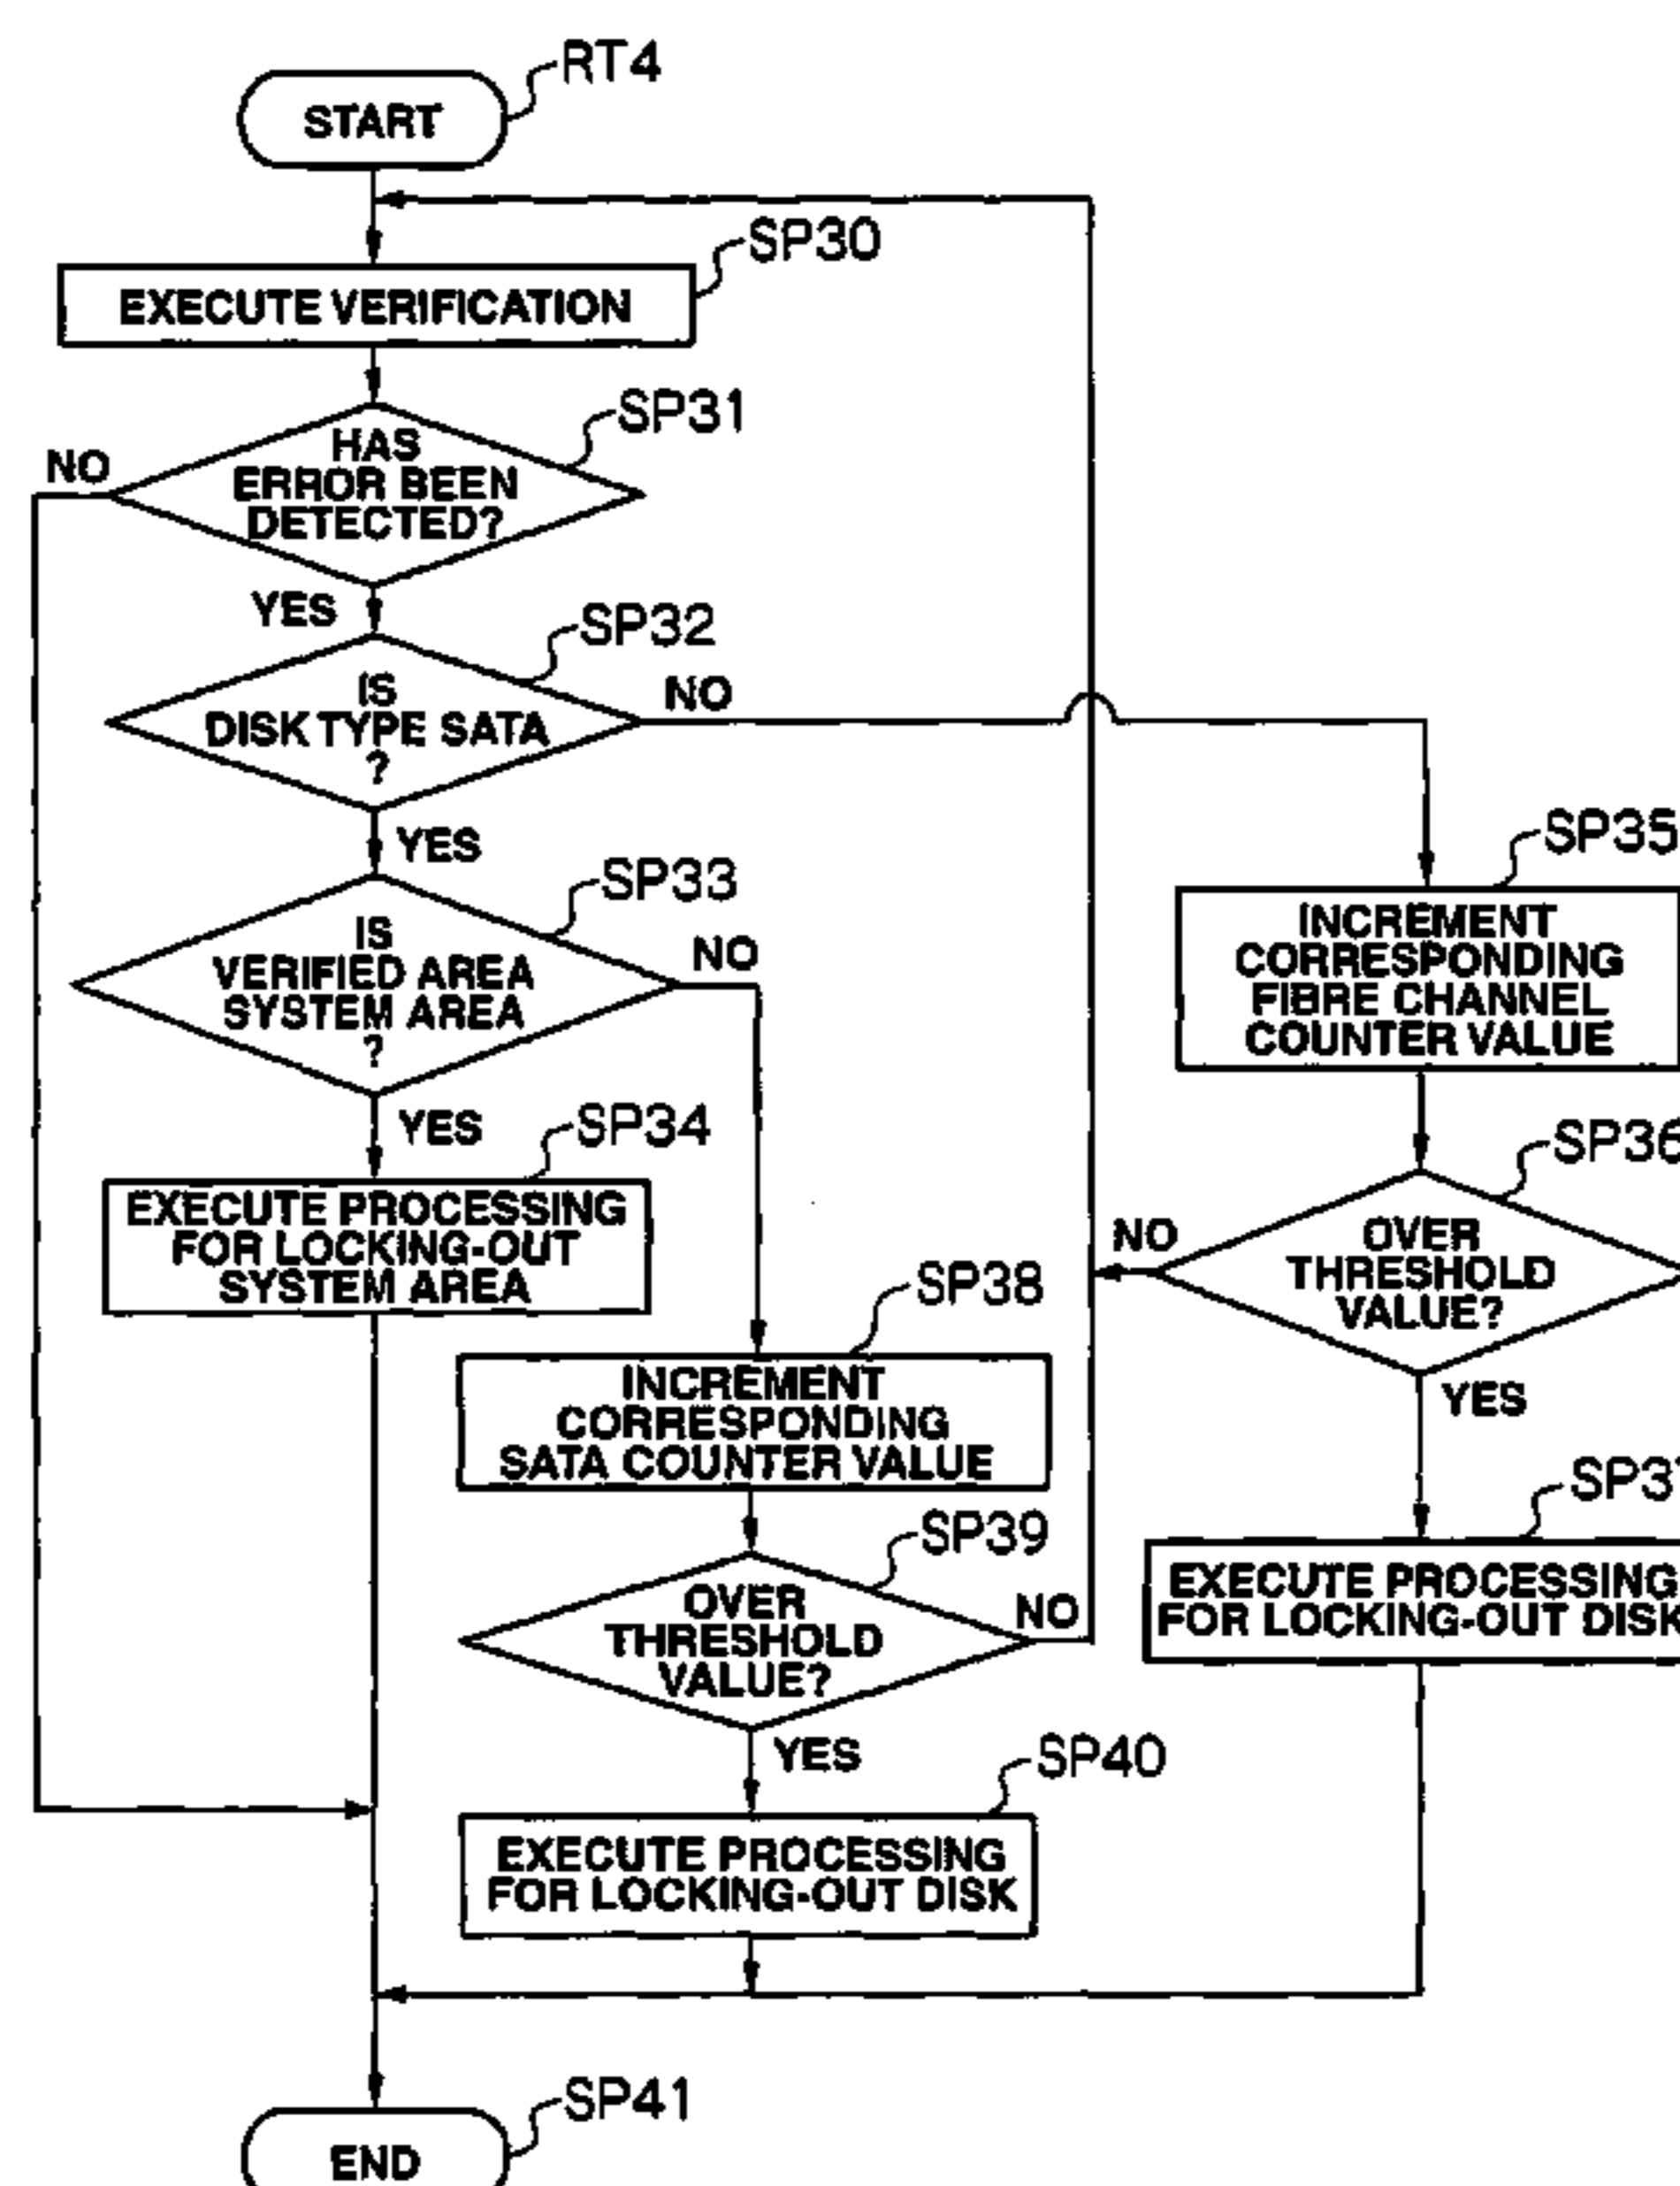 RT4
START
SP30
EXECUTE VERIFICATION
SP31
HAS
ERROR BEEN
DETECTED?
NO
YES
SP32
IS
DISK TYPE SATA
?
NO
YES
SP33
IS
VERIFIED AREA
SYSTEM AREA
?
NO
YES
SP34
EXECUTE PROCESSING
FOR LOCKING-OUT
SYSTEM AREA
SP35
INCREMENT
CORRESPONDING
FIBRE CHANNEL
COUNTER VALUE
SP36
OVER
THRESHOLD
VALUE?
NO
YES
SP37
EXECUTE PROCESSING
FOR LOCKING-OUT DISK
SP38
INCREMENT
CORRESPONDING
SATA COUNTER VALUE
SP39
OVER
THRESHOLD
VALUE?
NO
YES
SP40
EXECUTE PROCESSING
FOR LOCKING-OUT DISK
SP41
END